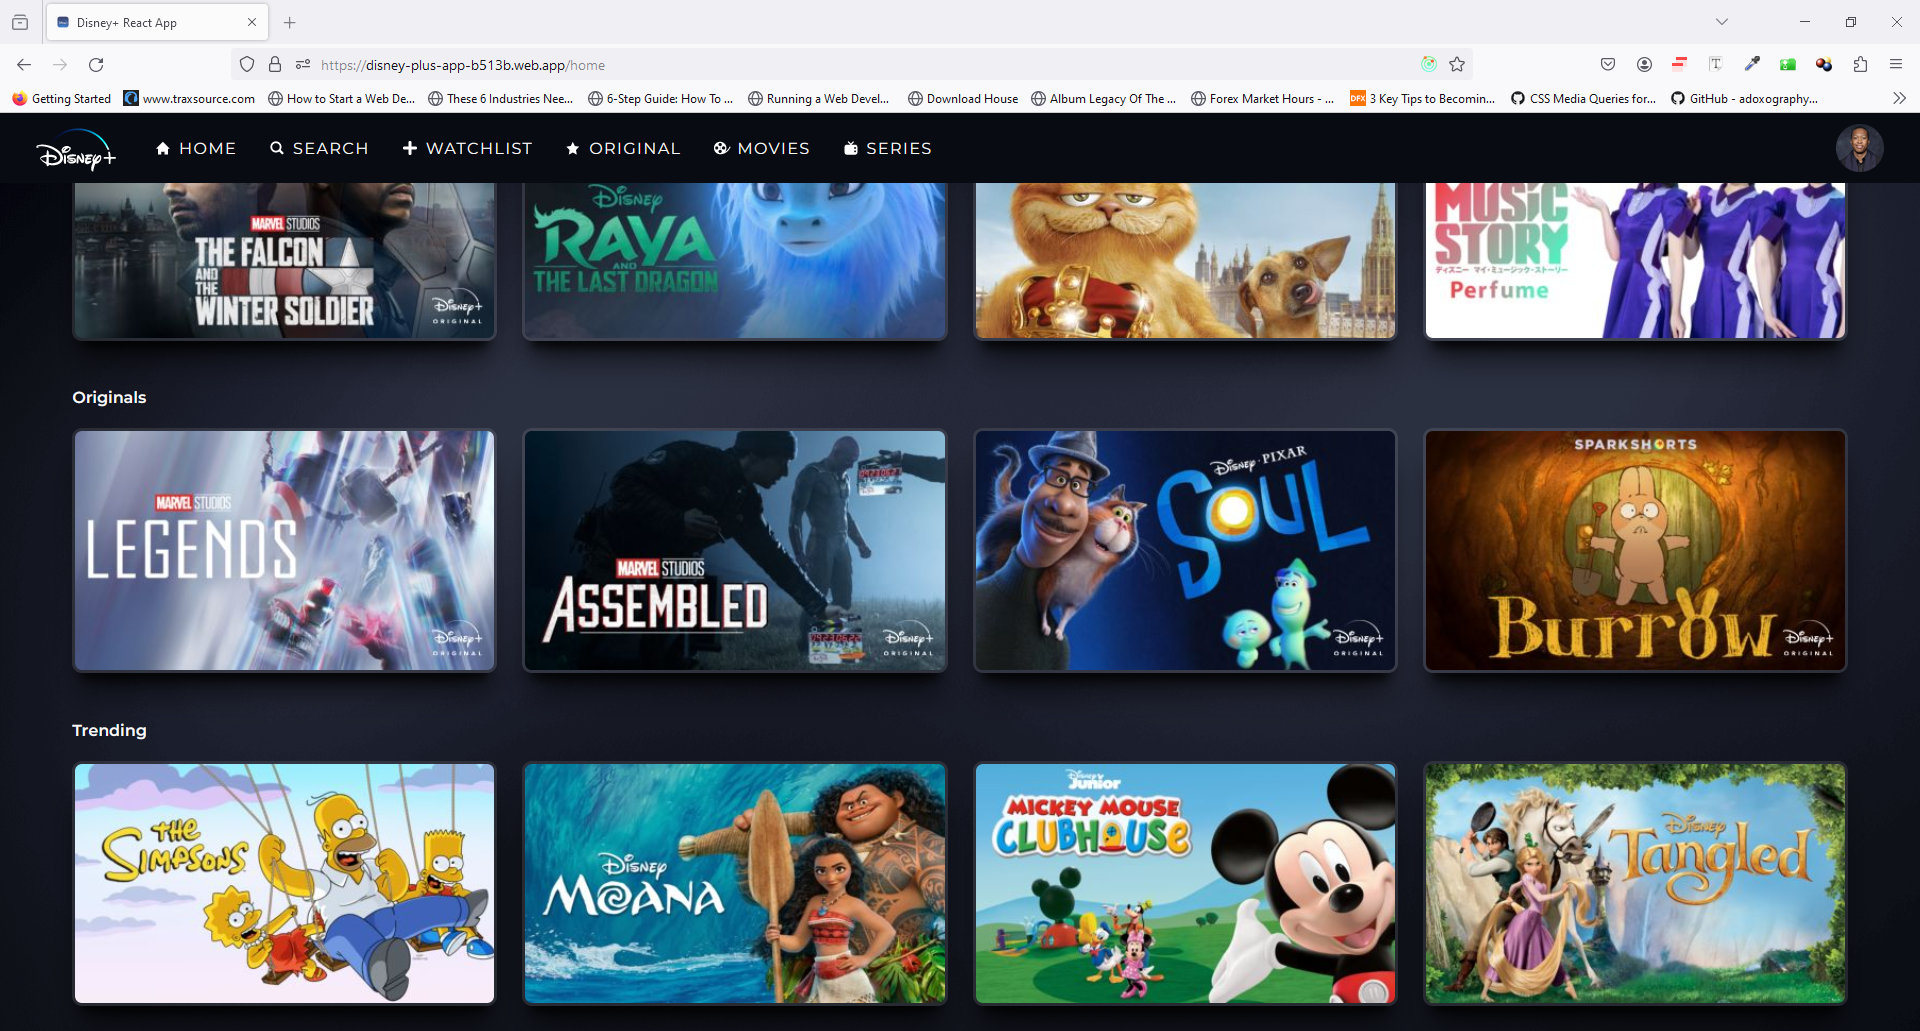 Disney+ React App
https://disney-plus-app-b513b.web.app/home
Getting Started
www.traxsource.com
How to Start a Web De...
These 6 Industries Nee...
6-Step Guide: How To ...
Running a Web Devel...
Download House
Album Legacy Of The ...
Forex Market Hours - ...
DFX
3 Key Tips to Becomin...
CSS Media Queries for...
GitHub - adoxography...
Disney+
HOME
SEARCH
WATCHLIST
ORIGINAL
MOVIES
SERIES
MARVEL STUDIOS
THE FALCON
AND THE
WINTER SOLDIER
Disney+
ORIGINAL
Disney
RAYA
AND
THE LAST DRAGON
MUSIC
STORY
ディズニー マイ・ミュージック・ストーリー
Perfume
Originals
MARVEL STUDIOS
LEGENDS
Disney+
ORIGINAL
MARVEL STUDIOS
ASSEMBLED
Disney+
ORIGINAL
Disney·PIXAR
SOUL
Disney+
ORIGINAL
SPARKSHORTS
Burrow
Disney+
ORIGINAL
Trending
THE
SIMPSONS
Disney
MOANA
Disney Junior
MICKEY MOUSE
CLUBHOUSE
Disney
Tangled